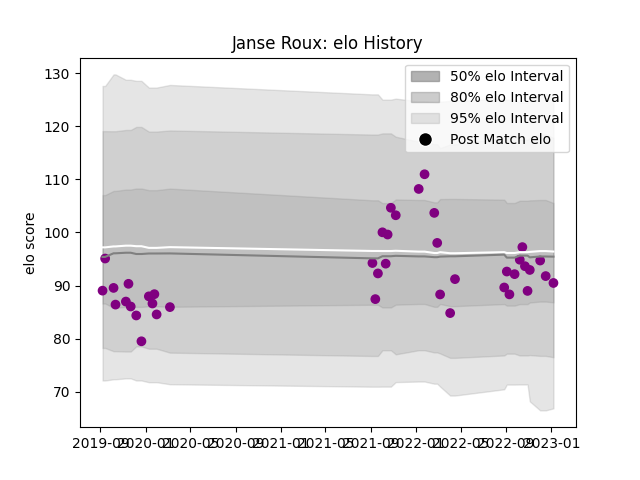 Janse Roux: elo History
130
120
110
100
90
80
70
elo score
50% elo Interval
80% elo Interval
95% elo Interval
Post Match elo
2019-09 2020-01 2020-05 2020-09 2021-01 2021-05 2021-09 2022-01 2022-05 2022-09 2023-01